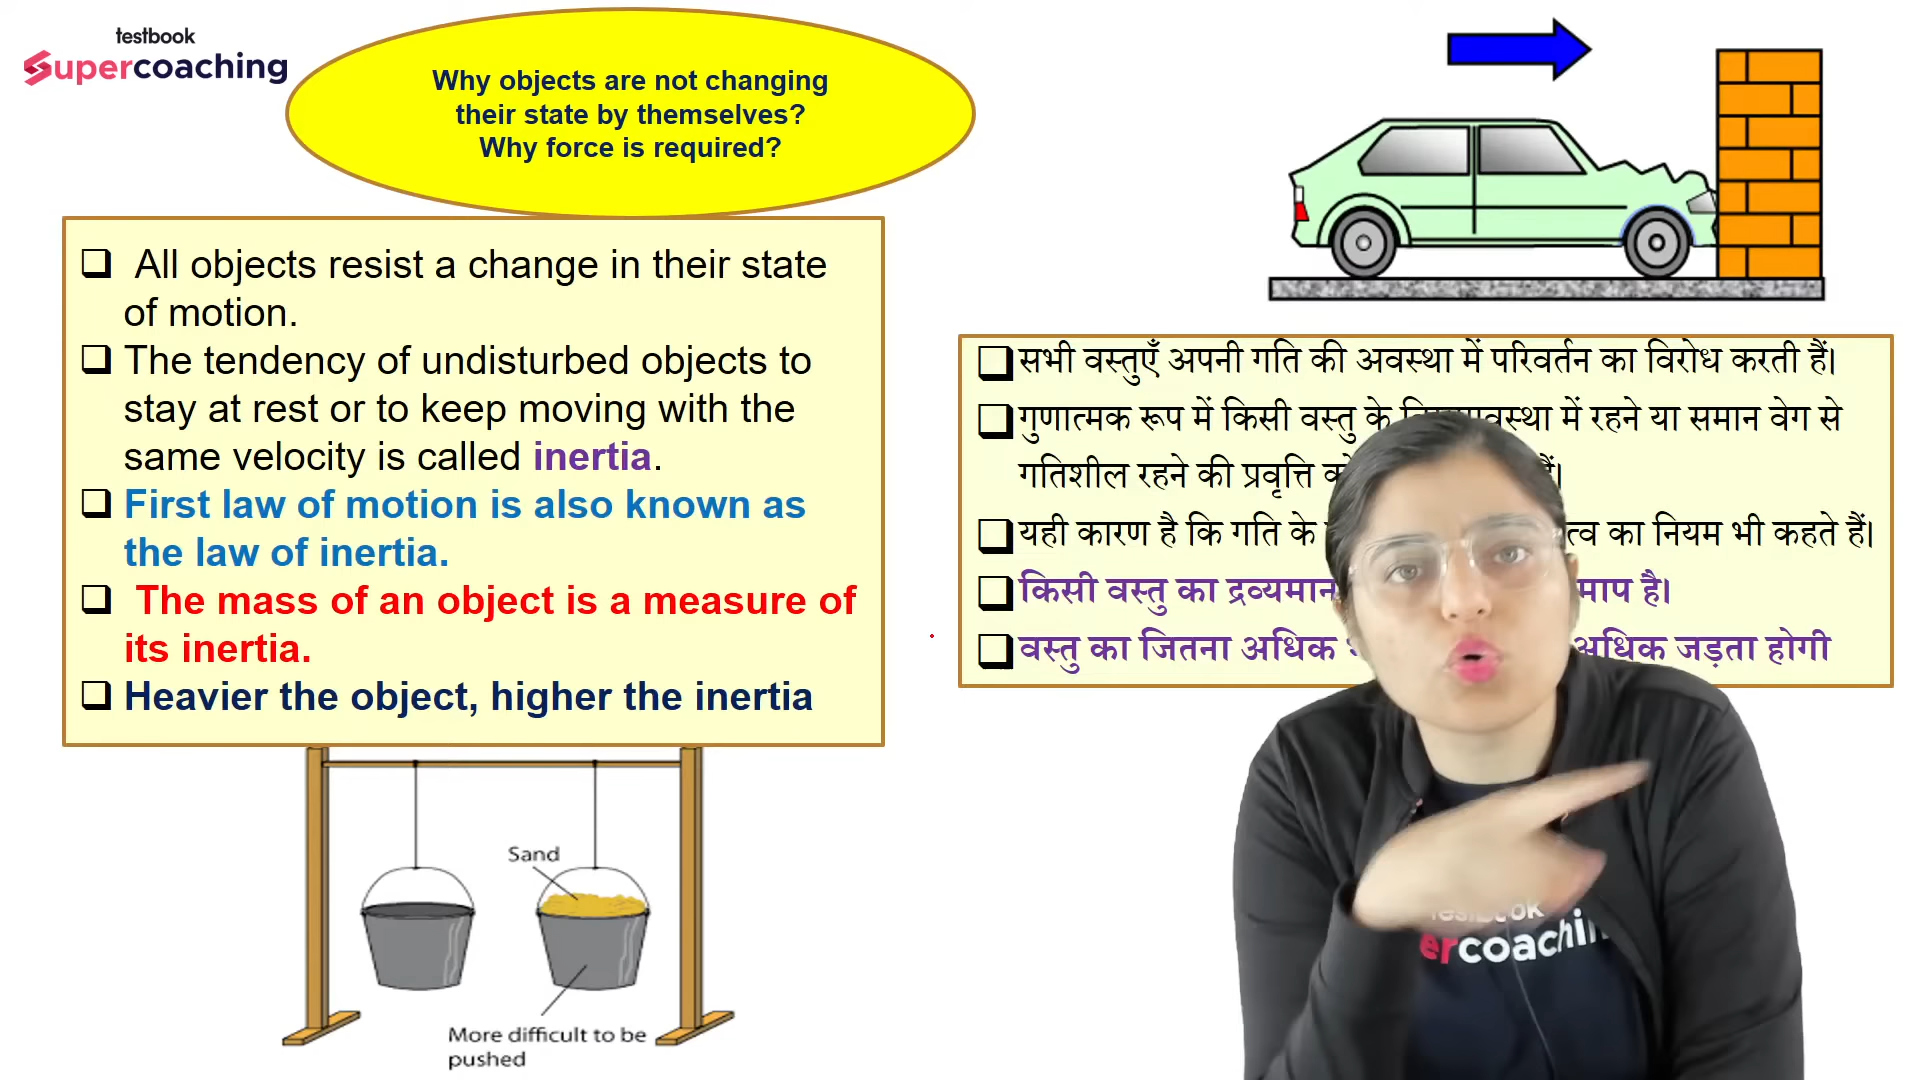 testbook
Supercoaching
Why objects are not changing
their state by themselves?
Why force is required?
All objects resist a change in their state
of motion.
The tendency of undisturbed objects to
stay at rest or to keep moving with the
same velocity is called inertia.
First law of motion is also known as
the law of inertia.
The mass of an object is a measure of
its inertia.
Heavier the object, higher the inertia
सभी वस्तुएँ अपनी गति की अवस्था में परिवर्तन का विरोध करती हैं।
गुणात्मक रूप में किसी वस्तु के में रहने या समान वेग से
गतिशील रहने की प्रवृत्ति हैं।
यही कारण है कि गति के का नियम भी कहते हैं।
किसी वस्तु का द्रव्यमान माप है।
वस्तु का जितना अधिक अधिक जड़ता होगी
Sand
More difficult to be
pushed
coachin